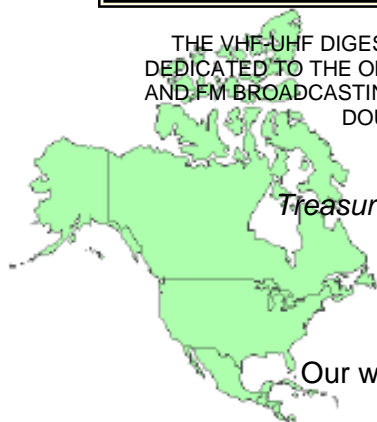 THE VHF-UHF DIGES
DEDICATED TO THE O
AND FM BROADCASTIN
DOU
Treasur
Our w